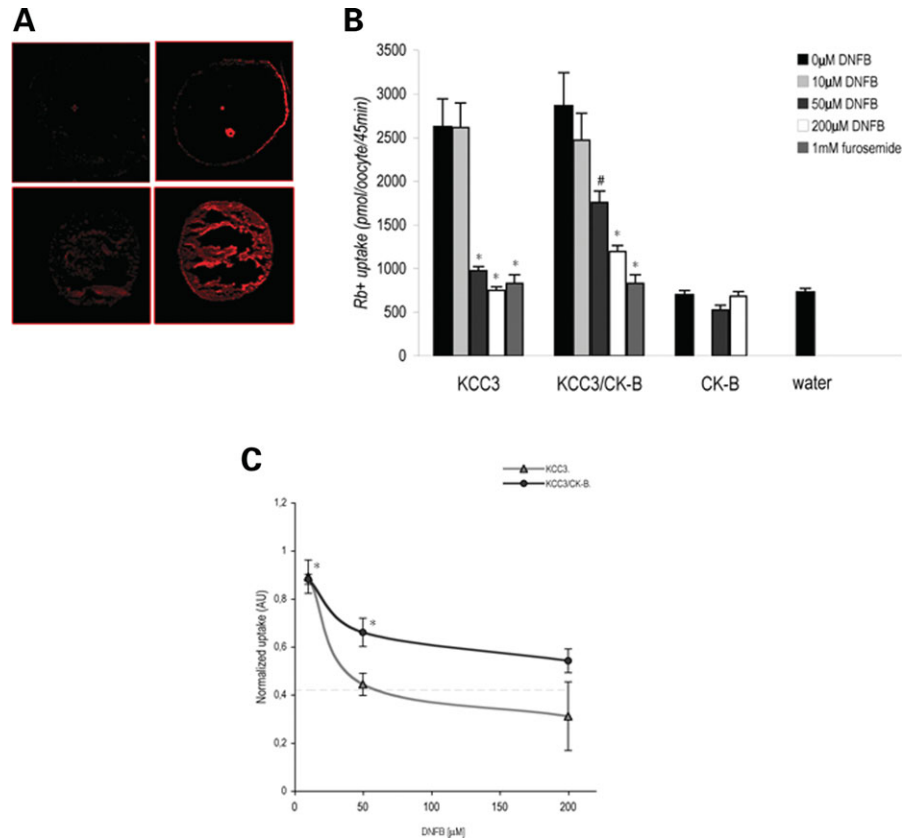 A
B
3500
3000
2500
2000
1500
1000
500
0
Rb+ uptake (pmol/oocyte/45min)
0µM DNFB
10µM DNFB
50µM DNFB
200µM DNFB
1mM furosemide
* * *
# * *
KCC3 KCC3/CK-B CK-B water
C
KCC3.
KCC3/CK-B.
1,2
1
0,8
0,6
0,4
0,2
0
Normalized uptake (AU)
*
*
0 50 100 150 200
DNFB [µM]